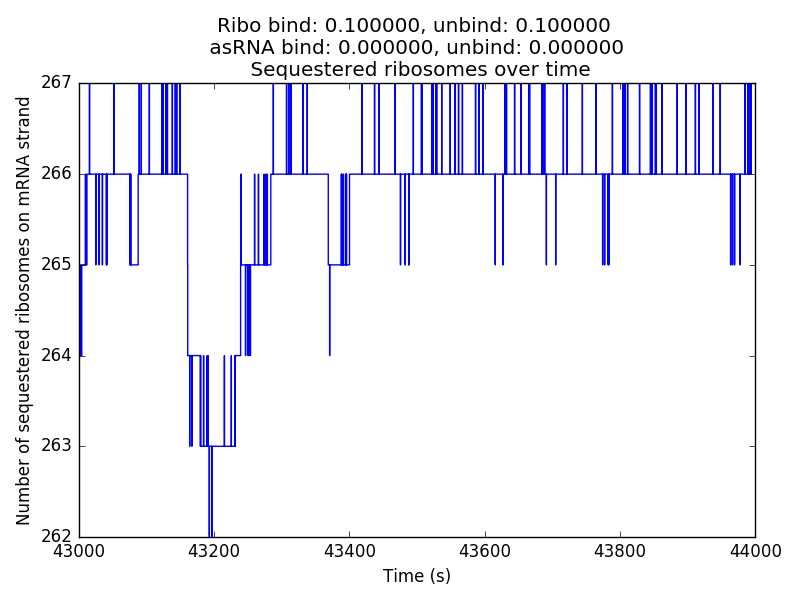 Ribo bind: 0.100000, unbind: 0.100000
asRNA bind: 0.000000, unbind: 0.000000
Sequestered ribosomes over time
Number of sequestered ribosomes on mRNA strand
267
266
265
264
263
262
43000
43200
43400
43600
43800
44000
Time (s)